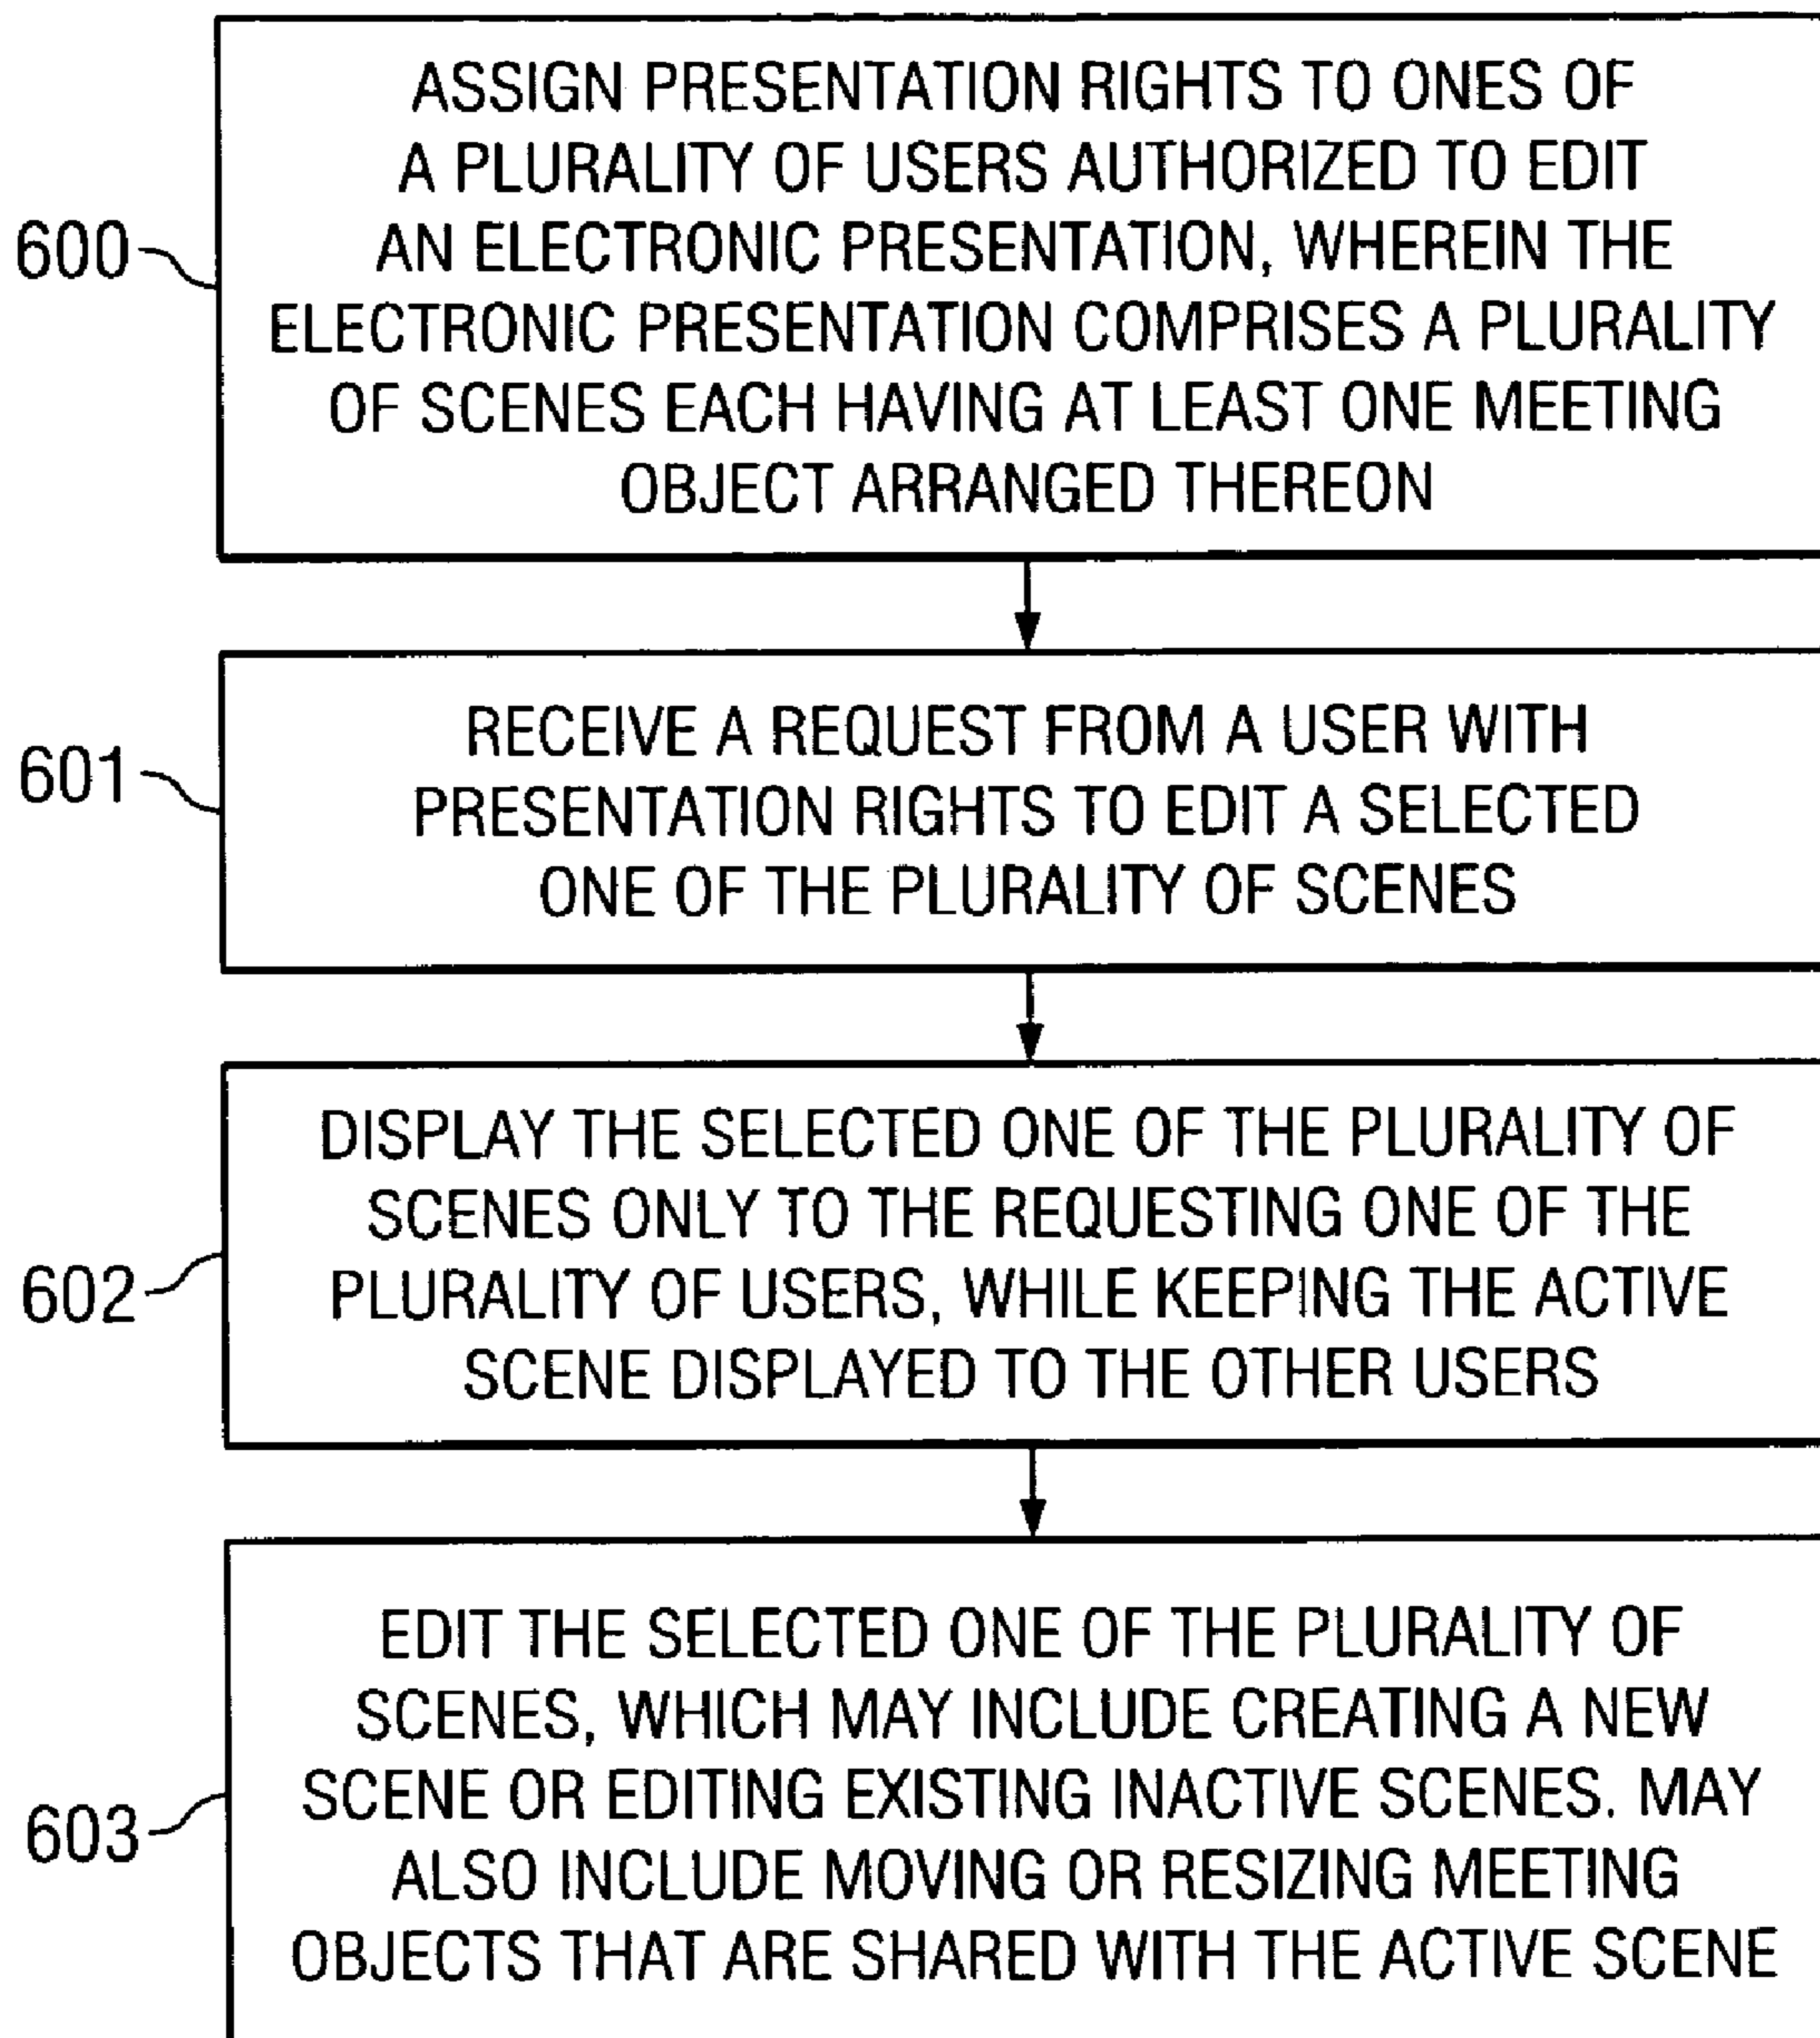 ASSIGN PRESENTATION RIGHTS TO ONES OF
A PLURALITY OF USERS AUTHORIZED TO EDIT
600
AN ELECTRONIC PRESENTATION, WHEREIN THE
ELECTRONIC PRESENTATION COMPRISES A PLURALITY
OF SCENES EACH HAVING AT LEAST ONE MEETING
OBJECT ARRANGED THEREON
RECEIVE A REQUEST FROM A USER WITH
601
PRESENTATION RIGHTS TO EDIT A SELECTED
ONE OF THE PLURALITY OF SCENES
DISPLAY THE SELECTED ONE OF THE PLURALITY OF
SCENES ONLY TO THE REQUESTING ONE OF THE
602
PLURALITY OF USERS, WHILE KEEPING THE ACTIVE
SCENE DISPLAYED TO THE OTHER USERS
EDIT THE SELECTED ONE OF THE PLURALITY OF
SCENES, WHICH MAY INCLUDE CREATING A NEW
SCENE OR EDITING EXISTING INACTIVE SCENES. MAY
603
ALSO INCLUDE MOVING OR RESIZING MEETING
OBJECTS THAT ARE SHARED WITH THE ACTIVE SCENE